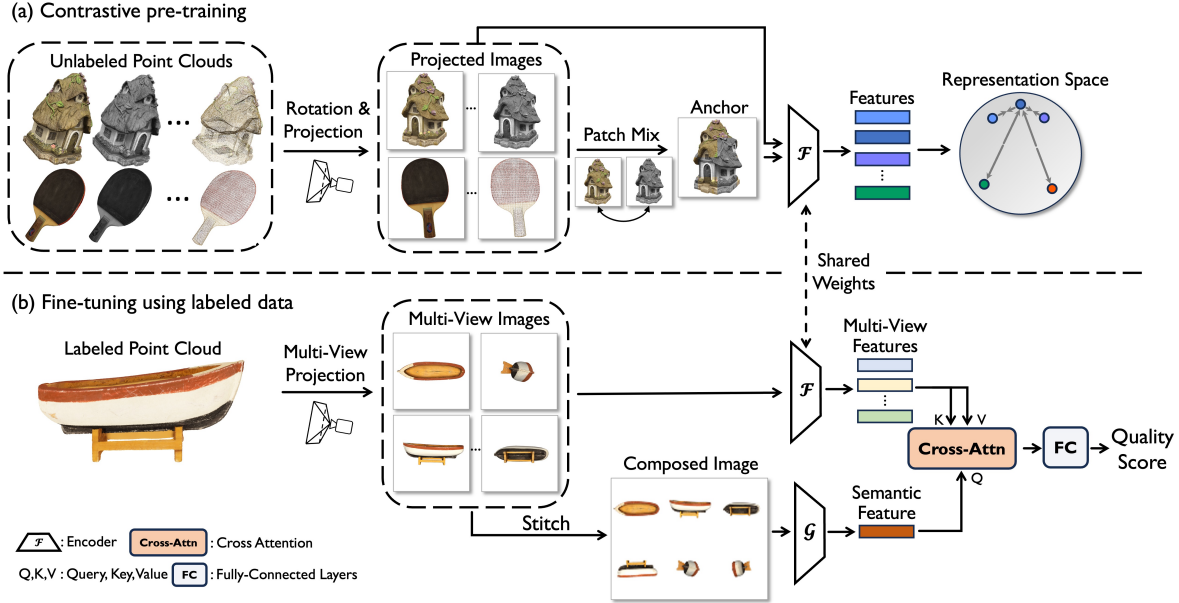 (a) Contrastive pre-training
Unlabeled Point Clouds
...
Rotation &
Projection
Projected Images
...
...
Patch Mix
Anchor
F
Features
...
Representation Space
Shared
Weights
(b) Fine-tuning using labeled data
Labeled Point Cloud
Multi-View
Projection
Multi-View Images
...
Stitch
Composed Image
F
G
Multi-View
Features
...
K
V
Cross-Attn
Q
FC
Quality
Score
Semantic
Feature
F : Encoder
Cross-Attn : Cross Attention
Q,K,V : Query, Key,Value
FC : Fully-Connected Layers